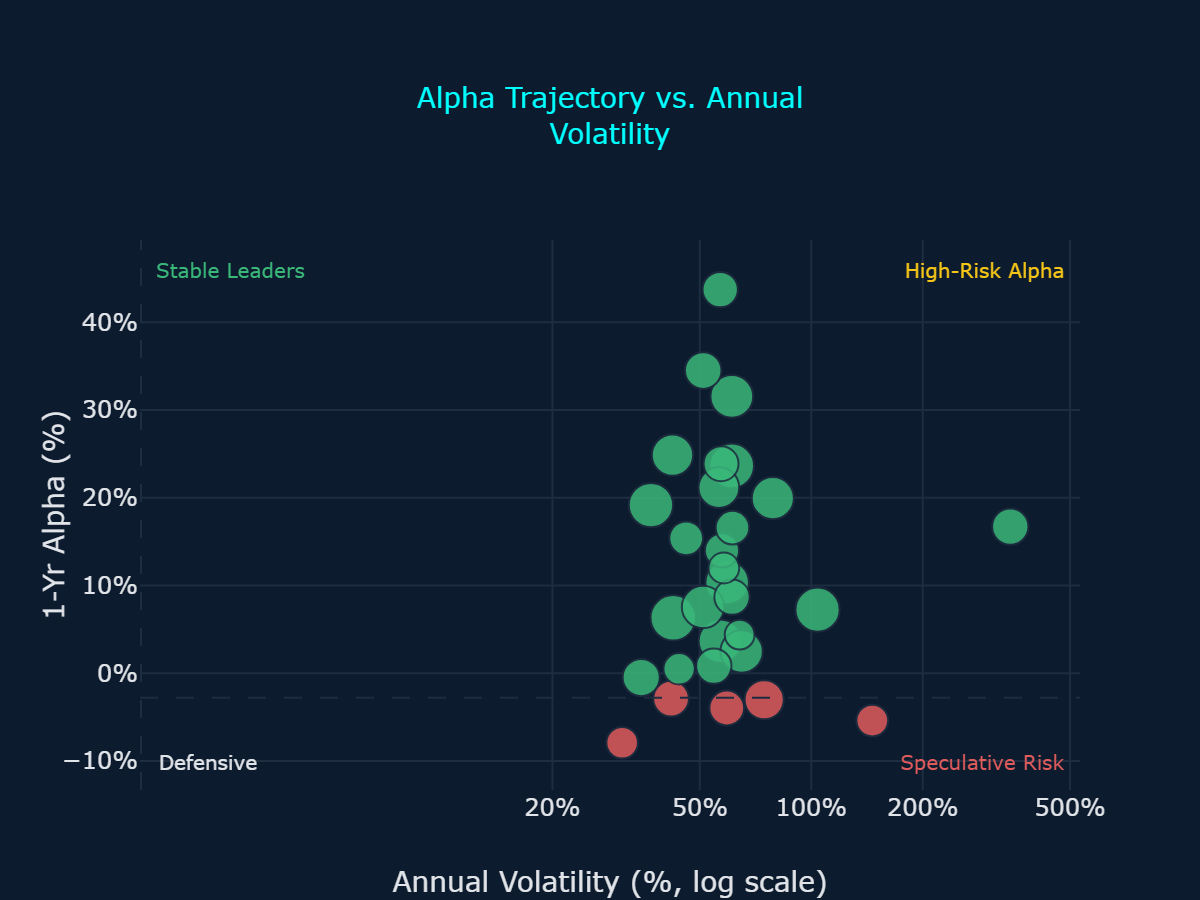 Alpha Trajectory vs. Annual
Volatility
Stable Leaders
High-Risk Alpha
40%
30%
20%
10%
0%
−10%
1-Yr Alpha (%)
Defensive
Speculative Risk
20%
50%
100%
200%
500%
Annual Volatility (%, log scale)